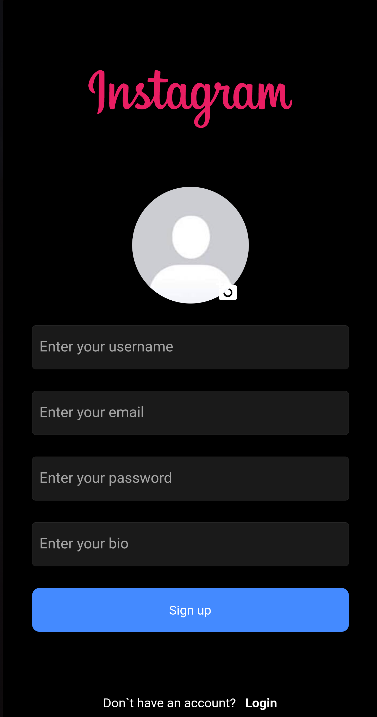 Instagram
Enter your username
Enter your email
Enter your password
Enter your bio
Sign up
Don`t have an account? Login